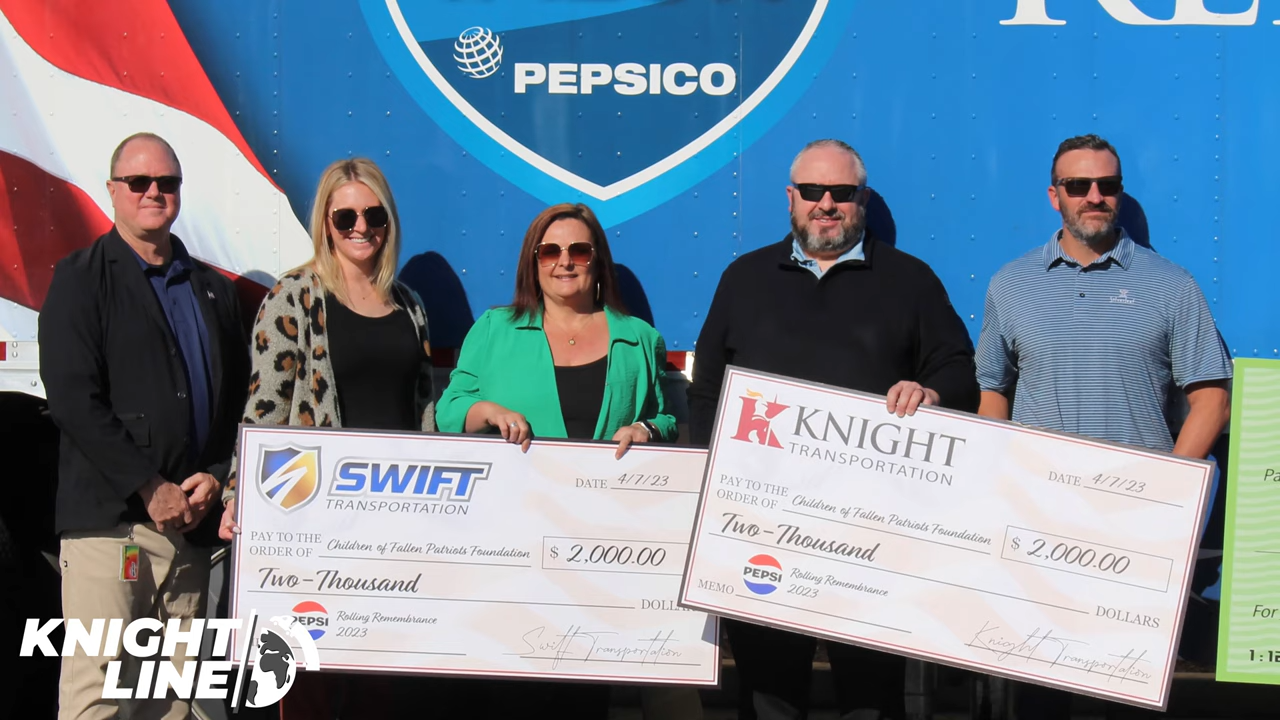 PEPSICO
SWIFT
TRANSPORTATION
DATE 4/7/23
PAY TO THE
ORDER OF Children of Fallen Patriots Foundation
$ 2,000.00
Two-Thousand
PEPSI
Rolling Remembrance
2023
Swift Transportation
KNIGHT
TRANSPORTATION
DATE 4/7/23
PAY TO THE
ORDER OF Children of Fallen Patriots Foundation
$ 2,000.00
Two-Thousand
DOLLARS
MEMO
PEPSI
Rolling Remembrance
2023
Knight Transportation
For
KNIGHT
LINE